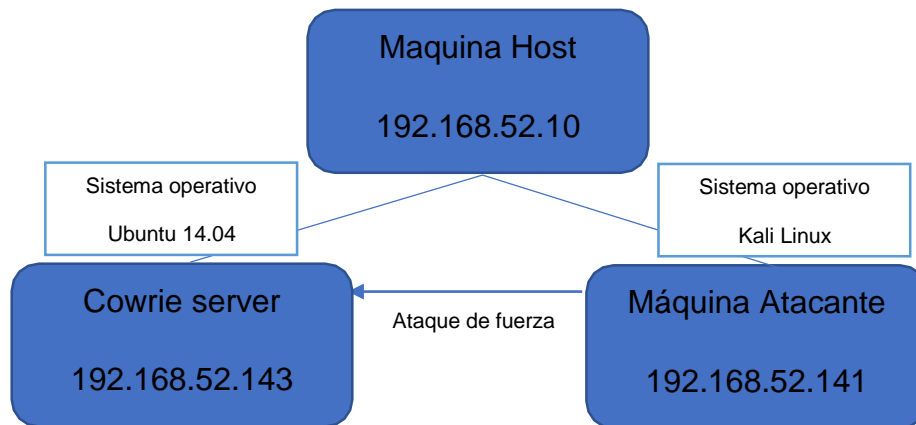 Maquina Host
192.168.52.10
Sistema operativo
Ubuntu 14.04
Sistema operativo
Kali Linux
Cowrie server
192.168.52.143
Ataque de fuerza
Máquina Atacante
192.168.52.141